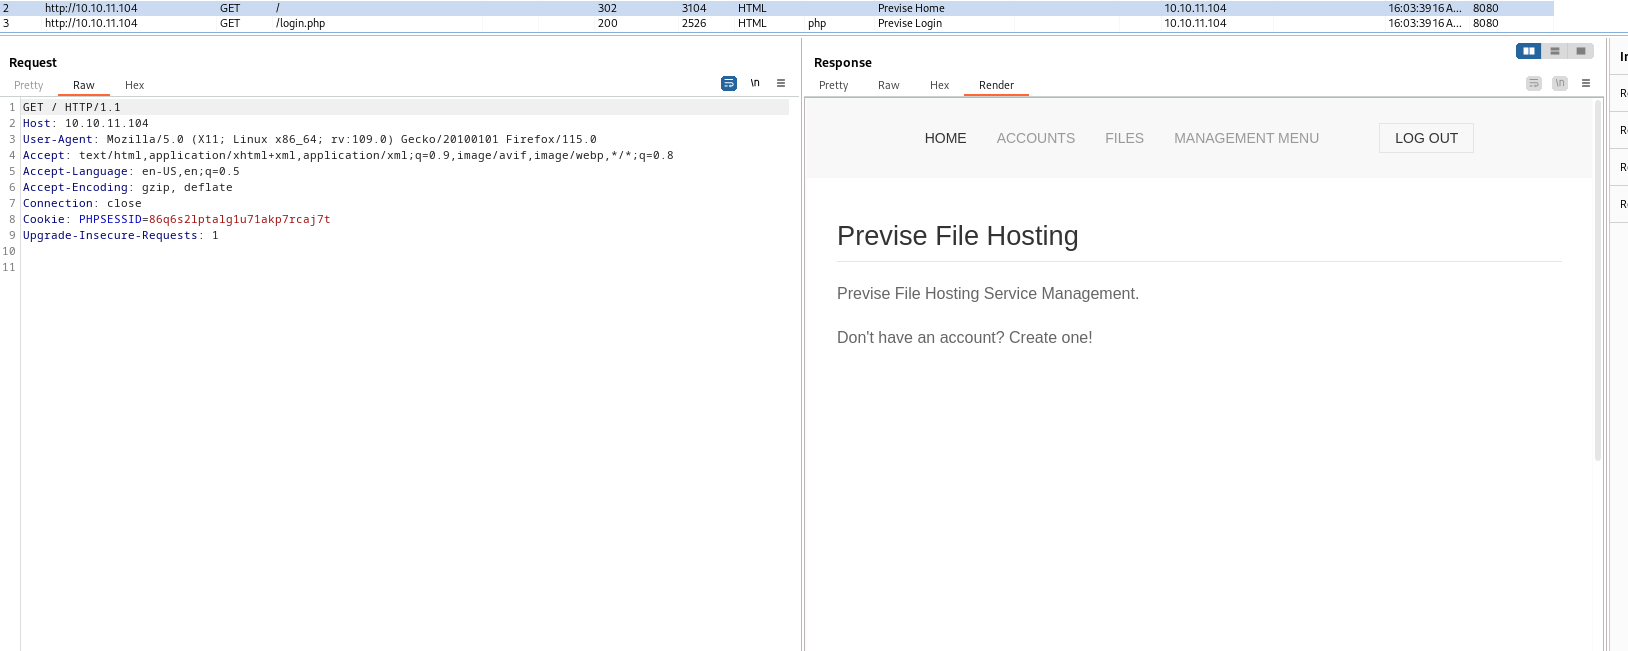 2 http://10.10.11.104 GET / 302 3104 HTML Previse Home 10.10.11.104 16:03:39 16 A... 8080
3 http://10.10.11.104 GET /login.php 200 2526 HTML php Previse Login 10.10.11.104 16:03:39 16 A... 8080
Request
Pretty Raw Hex \n
1 GET / HTTP/1.1
2 Host: 10.10.11.104
3 User-Agent: Mozilla/5.0 (X11; Linux x86_64; rv:109.0) Gecko/20100101 Firefox/115.0
4 Accept: text/html,application/xhtml+xml,application/xml;q=0.9,image/avif,image/webp,*/*;q=0.8
5 Accept-Language: en-US,en;q=0.5
6 Accept-Encoding: gzip, deflate
7 Connection: close
8 Cookie: PHPSESSID=86q6s2lptalg1u71akp7rcaj7t
9 Upgrade-Insecure-Requests: 1
10
11
Response
Pretty Raw Hex Render \n
HOME ACCOUNTS FILES MANAGEMENT MENU LOG OUT
Previse File Hosting
Previse File Hosting Service Management.
Don't have an account? Create one!